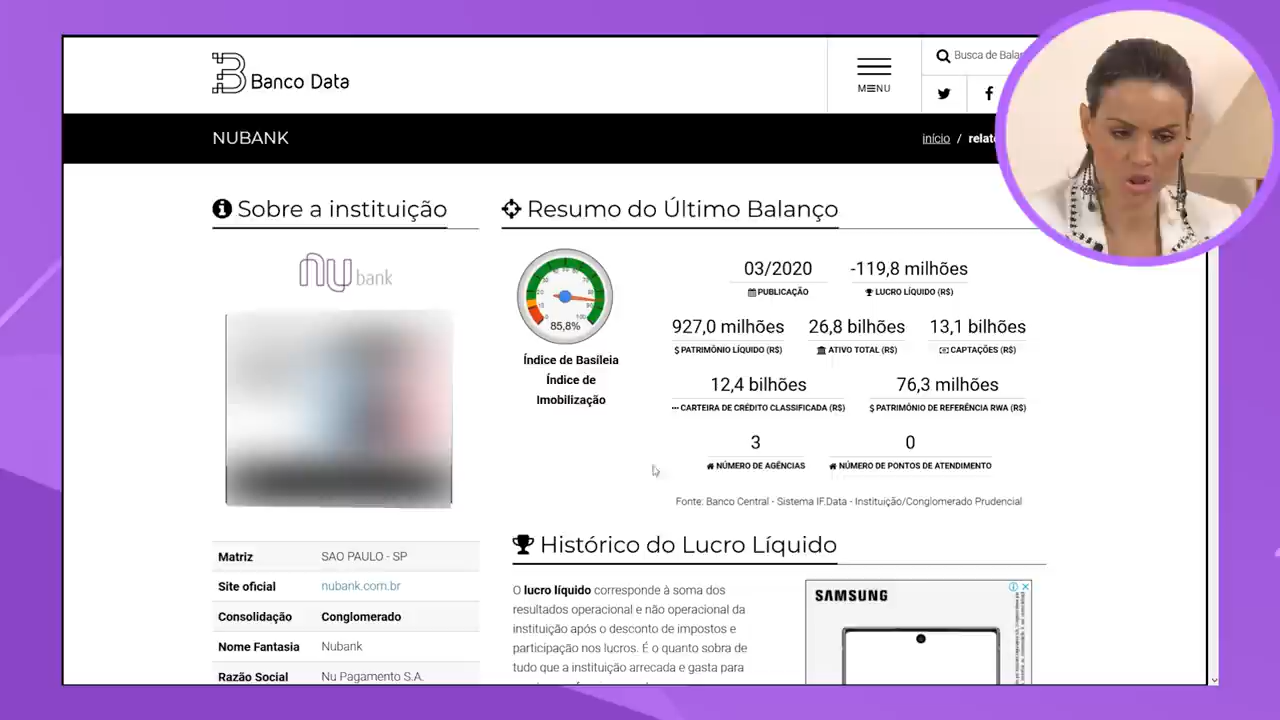 Banco Data
MENU
Busca de Balan
NUBANK
início / relató
Sobre a instituição
nu bank
Matriz SAO PAULO - SP
Site oficial nubank.com.br
Consolidação Conglomerado
Nome Fantasia Nubank
Razão Social Nu Pagamento S.A.
Resumo do Último Balanço
85,8%
Índice de Basíleia
Índice de
Imobilização
03/2020 -119,8 milhões
PUBLICAÇÃO LUCRO LÍQUIDO (R$)
927,0 milhões 26,8 bilhões 13,1 bilhões
PATRIMÔNIO LÍQUIDO (R$) ATIVO TOTAL (R$) CAPTAÇÕES (R$)
12,4 bilhões 76,3 milhões
CARTEIRA DE CRÉDITO CLASSIFICADA (R$) PATRIMÔNIO DE REFERÊNCIA RWA (R$)
3 0
NÚMERO DE AGÊNCIAS NÚMERO DE PONTOS DE ATENDIMENTO
Fonte: Banco Central - Sistema IF.Data - Instituição/Conglomerado Prudencial
Histórico do Lucro Líquido
O lucro líquido corresponde à soma dos
resultados operacional e não operacional da
instituição após o desconto de impostos e
participação nos lucros. É o quanto sobra de
tudo que a instituição arrecada e gasta para
SAMSUNG